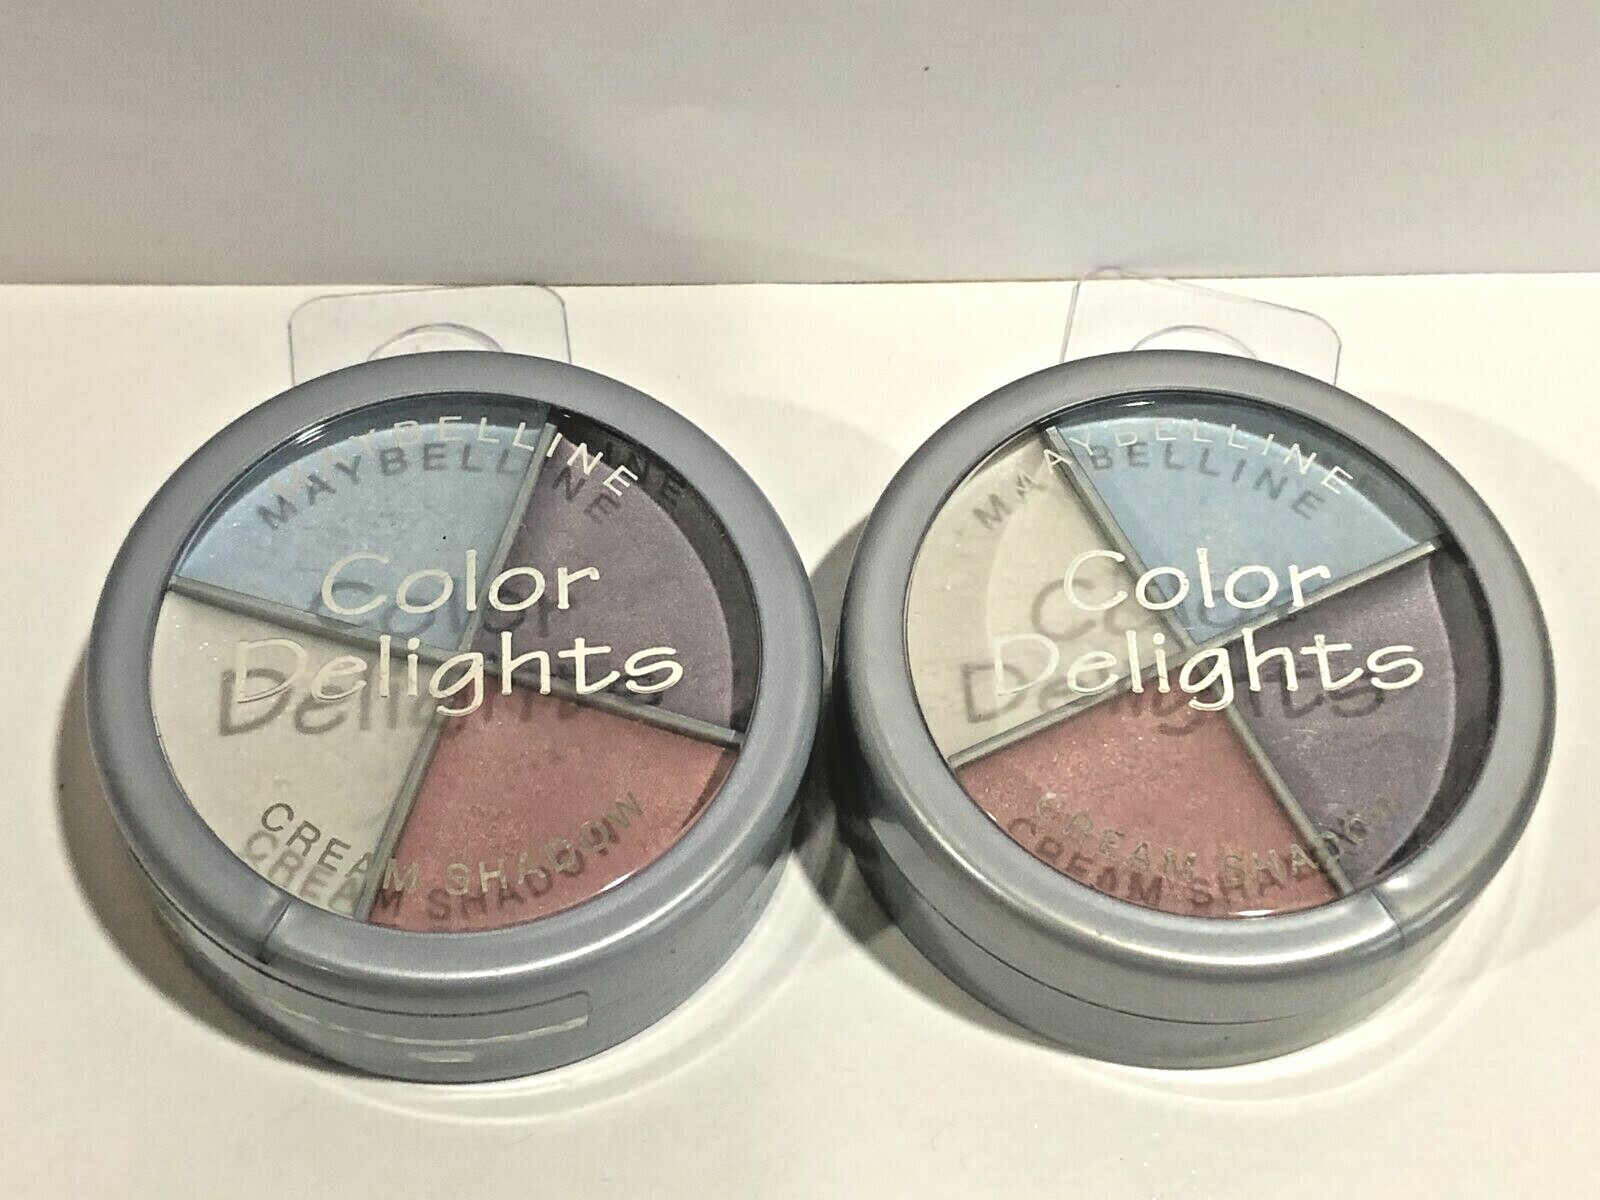 MAYBELLINE
Color
Delights
CREAM SHADOW
MAYBELLINE
Color
Delights
CREAM SHADOW